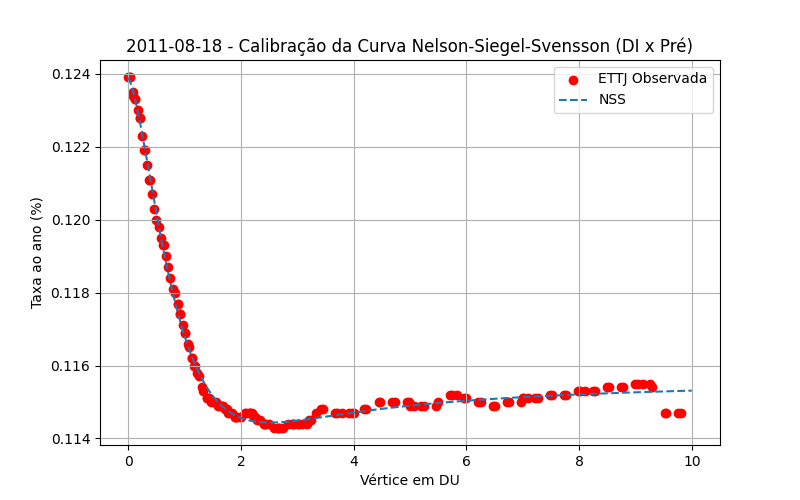 2011-08-18 - Calibração da Curva Nelson-Siegel-Svensson (DI x Pré)
ETTJ Observada
NSS
Taxa ao ano (%)
0.124
0.122
0.120
0.118
0.116
0.114
0 2 4 6 8 10
Vértice em DU